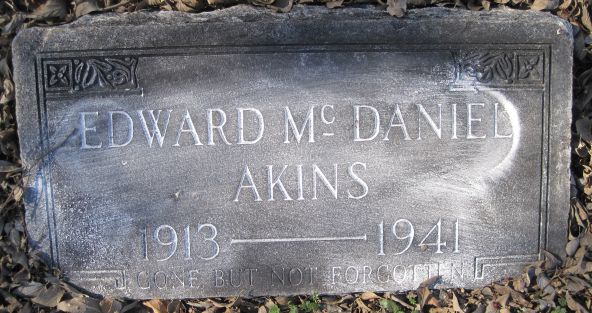 EDWARD Mc DANIEL
AKINS
1913 — 1941
GONE BUT NOT FORGOTTEN